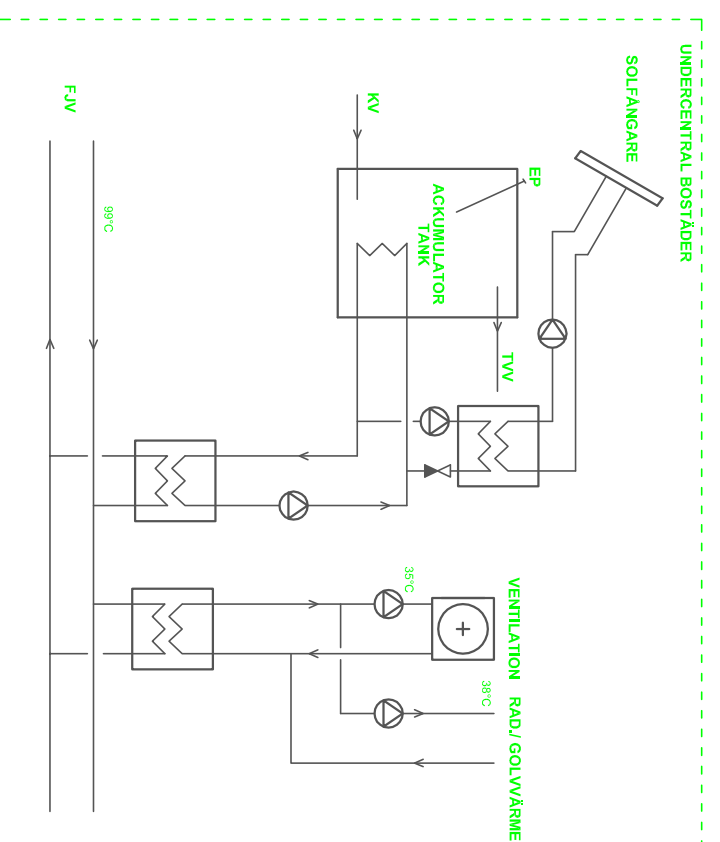 UNDERCENTRAL BOSTÄDER
SOLFÅNGARE
EP
KV
ACKUMULATOR
TANK
TVV
FJV
99°C
35°C
38°C
VENTILATION
RAD./ GOLVVÄRME